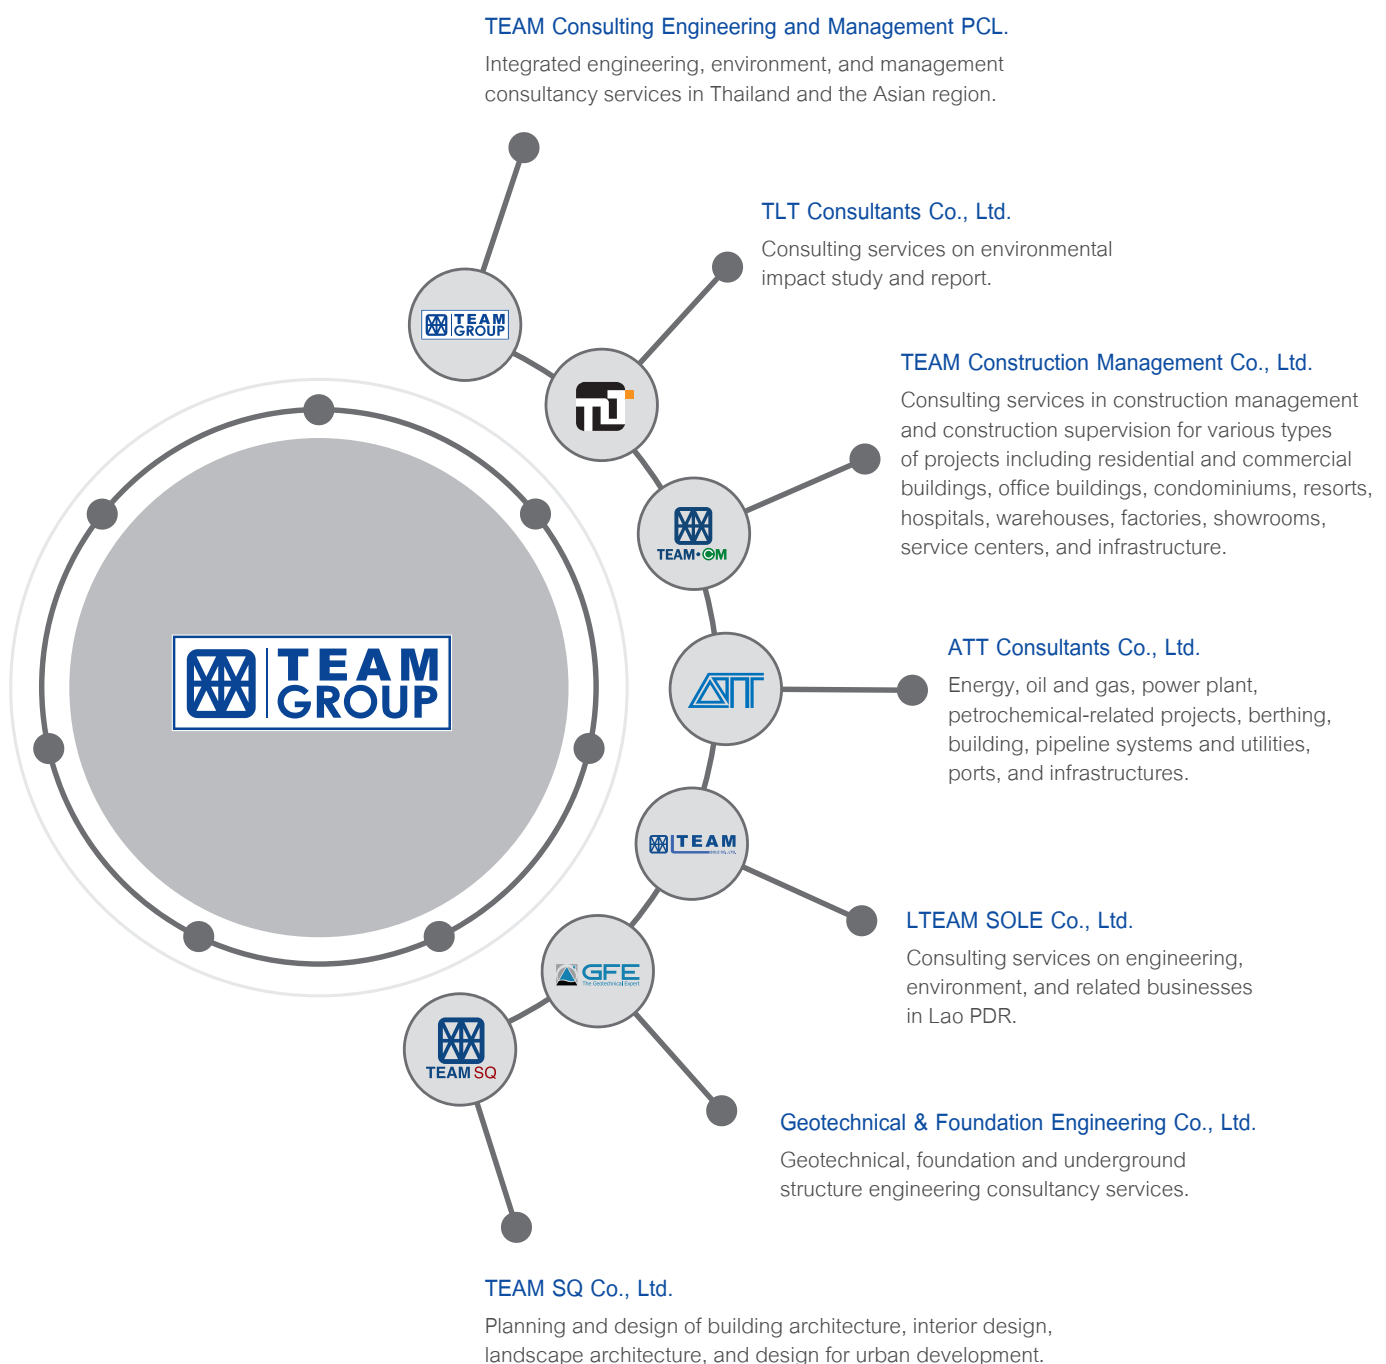 TEAM Consulting Engineering and Management PCL.
Integrated engineering, environment, and management
consultancy services in Thailand and the Asian region.
TEAM
GROUP
TLT Consultants Co., Ltd.
Consulting services on environmental
impact study and report.
TLT
TEAM Construction Management Co., Ltd.
Consulting services in construction management
and construction supervision for various types
of projects including residential and commercial
buildings, office buildings, condominiums, resorts,
hospitals, warehouses, factories, showrooms,
service centers, and infrastructure.
TEAM•CM
TEAM
GROUP
ATT Consultants Co., Ltd.
Energy, oil and gas, power plant,
petrochemical-related projects, berthing,
building, pipeline systems and utilities,
ports, and infrastructures.
ATT
LTEAM
LTEAM SOLE Co., Ltd.
Consulting services on engineering,
environment, and related businesses
in Lao PDR.
GFE
The Geotechnical Expert
Geotechnical & Foundation Engineering Co., Ltd.
Geotechnical, foundation and underground
structure engineering consultancy services.
TEAM SQ
TEAM SQ Co., Ltd.
Planning and design of building architecture, interior design,
landscape architecture, and design for urban development.